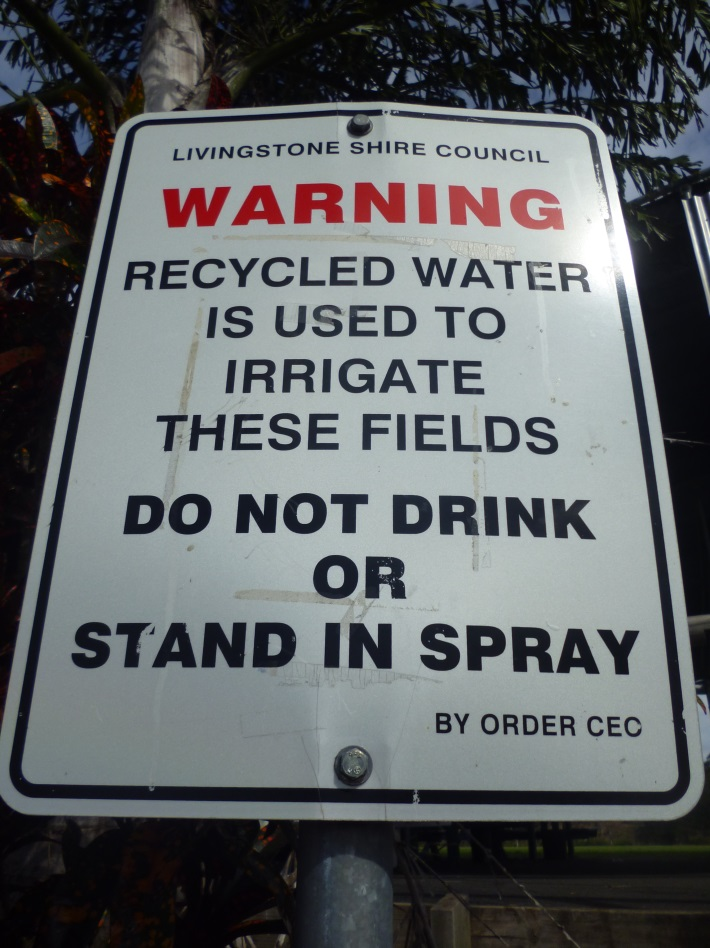 LIVINGSTONE SHIRE COUNCIL
WARNING
RECYCLED WATER
IS USED TO
IRRIGATE
THESE FIELDS
DO NOT DRINK
OR
STAND IN SPRAY
BY ORDER CEO